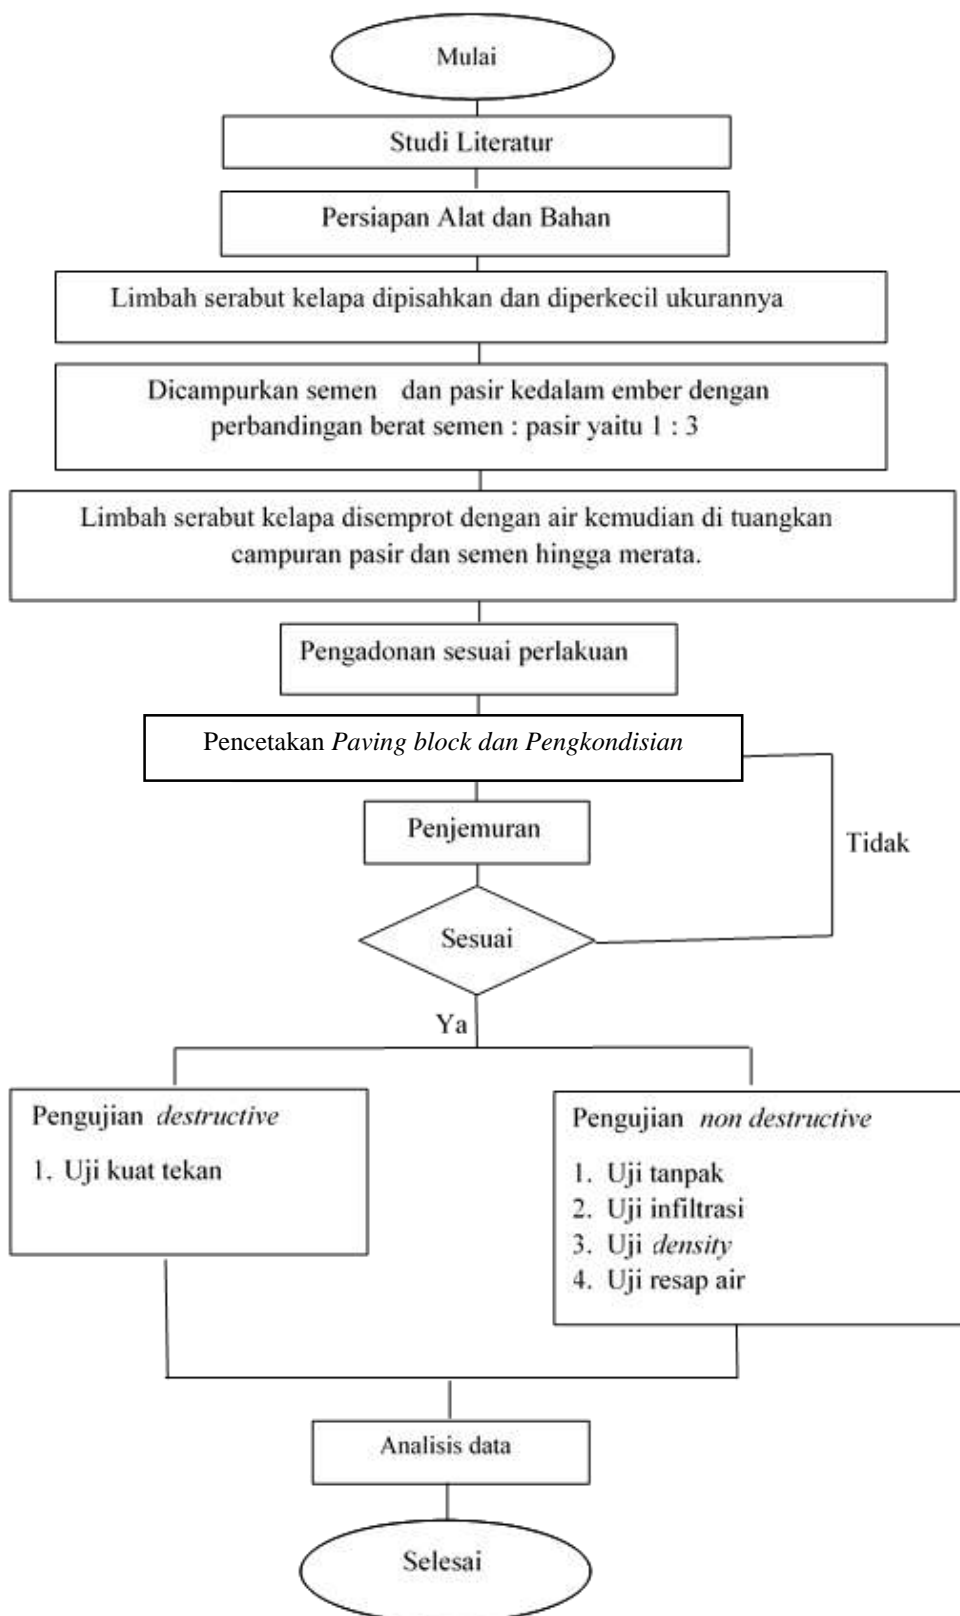 Mulai
Studi Literatur
Persiapan Alat dan Bahan
Limbah serabut kelapa dipisahkan dan diperkecil ukurannya
Dicampurkan semen dan pasir kedalam ember dengan
perbandingan berat semen : pasir yaitu 1 : 3
Limbah serabut kelapa disemprot dengan air kemudian di tuangkan
campuran pasir dan semen hingga merata.
Pengadonan sesuai perlakuan
Pencetakan Paving block dan Pengkondisian
Penjemuran
Tidak
Sesuai
Ya
Pengujian destructive
1. Uji kuat tekan
Pengujian non destructive
1. Uji tanpak
2. Uji infiltrasi
3. Uji density
4. Uji resap air
Analisis data
Selesai